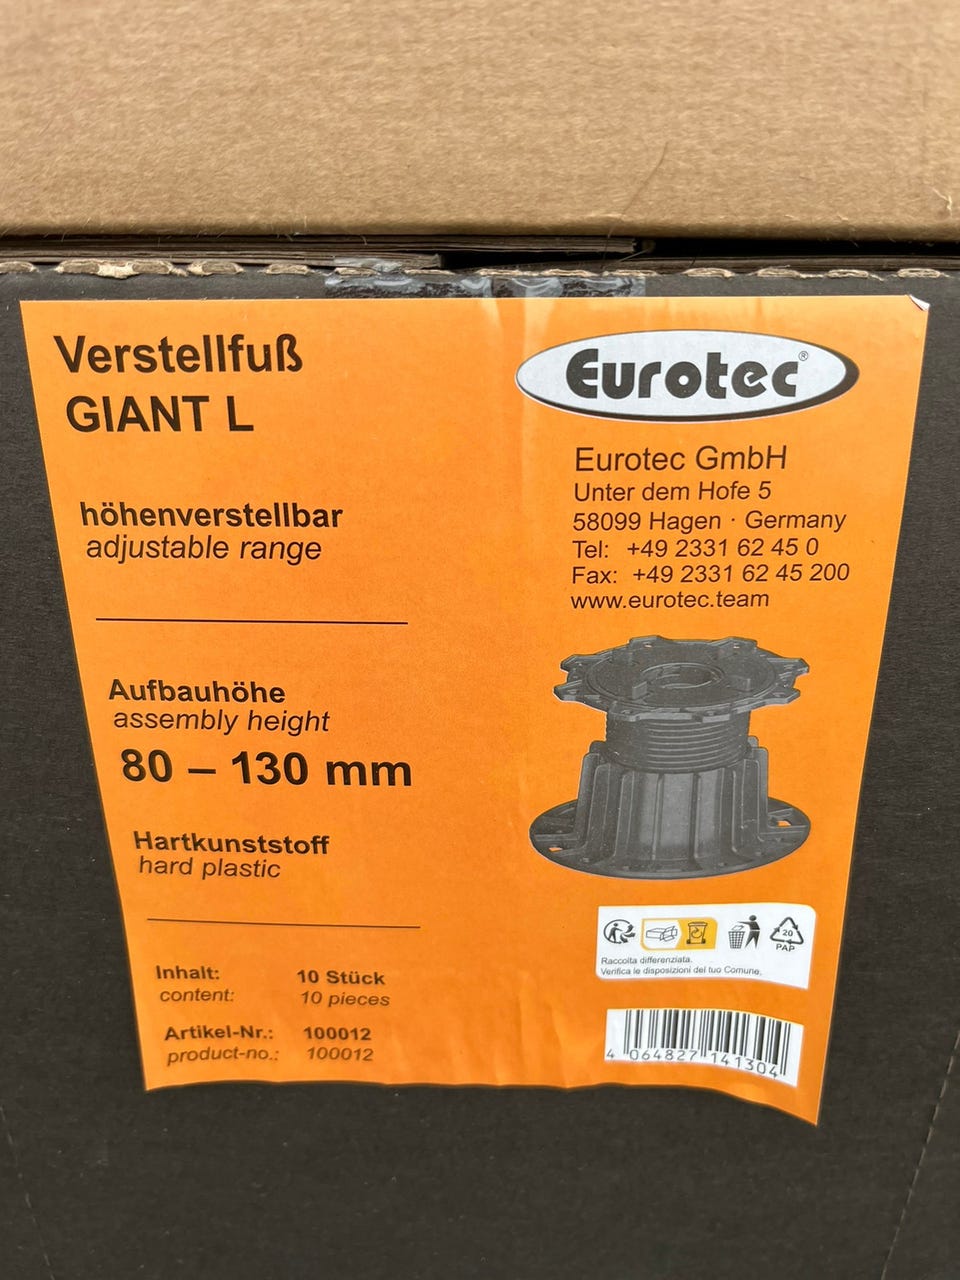 Verstellfuß
GIANT L
höhenverstellbar
adjustable range
Aufbauhöhe
assembly height
80 – 130 mm
Hartkunststoff
hard plastic
Inhalt: 10 Stück
content: 10 pieces
Artikel-Nr.: 100012
product-no.: 100012
Eurotec®
Eurotec GmbH
Unter dem Hofe 5
58099 Hagen · Germany
Tel: +49 2331 62 45 0
Fax: +49 2331 62 45 200
www.eurotec.team
20
PAP
Raccolta differenziata.
Verifica le disposizioni del tuo Comune.
4 064827 141304